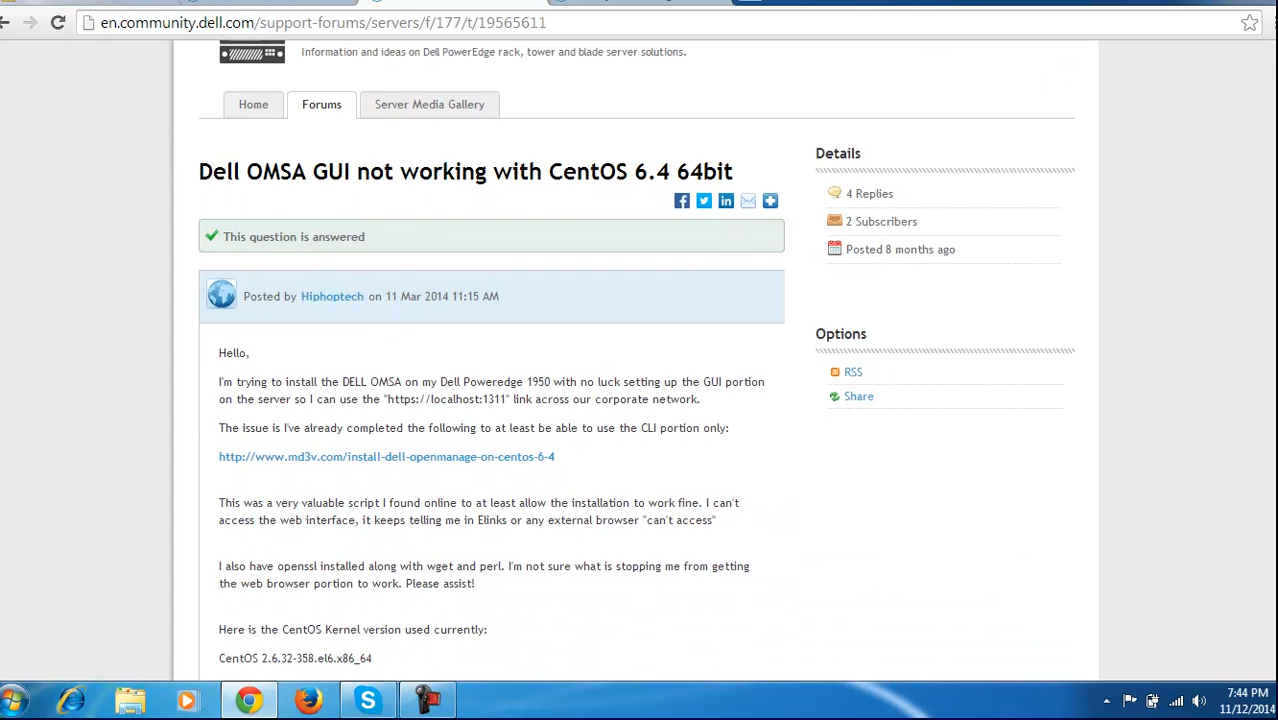 en.community.dell.com/support-forums/servers/f/177/t/19565611
Information and ideas on Dell PowerEdge rack, tower and blade server solutions.
Home
Forums
Server Media Gallery
Dell OMSA GUI not working with CentOS 6.4 64bit
This question is answered
Posted by Hiphoptech on 11 Mar 2014 11:15 AM
Hello,
I'm trying to install the DELL OMSA on my Dell Poweredge 1950 with no luck setting up the GUI portion
on the server so I can use the "https://localhost:1311" link across our corporate network.
The issue is I've already completed the following to at least be able to use the CLI portion only:
http://www.md3v.com/install-dell-openmanage-on-centos-6-4
This was a very valuable script I found online to at least allow the installation to work fine. I can't
access the web interface, it keeps telling me in Elinks or any external browser "can't access"
I also have openssl installed along with wget and perl. I'm not sure what is stopping me from getting
the web browser portion to work. Please assist!
Here is the CentOS Kernel version used currently:
CentOS 2.6.32-358.el6.x86_64
Details
4 Replies
2 Subscribers
Posted 8 months ago
Options
RSS
Share
7:44 PM
11/12/2014